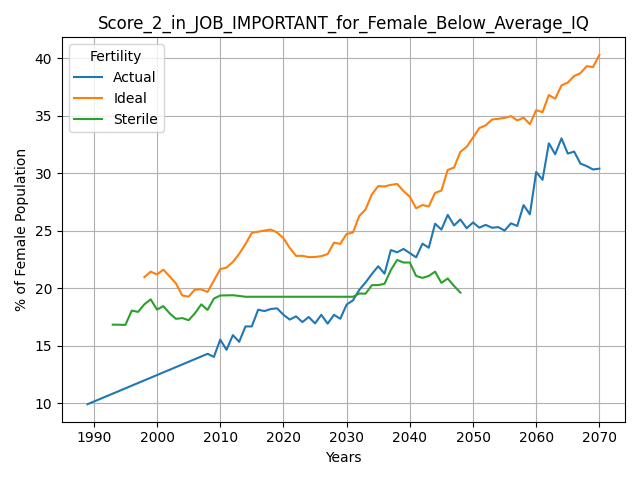 Score_2_in_JOB_IMPORTANT_for_Female_Below_Average_IQ
Fertility
Actual
Ideal
Sterile
% of Female Population
40
35
30
25
20
15
10
1990 2000 2010 2020 2030 2040 2050 2060 2070
Years